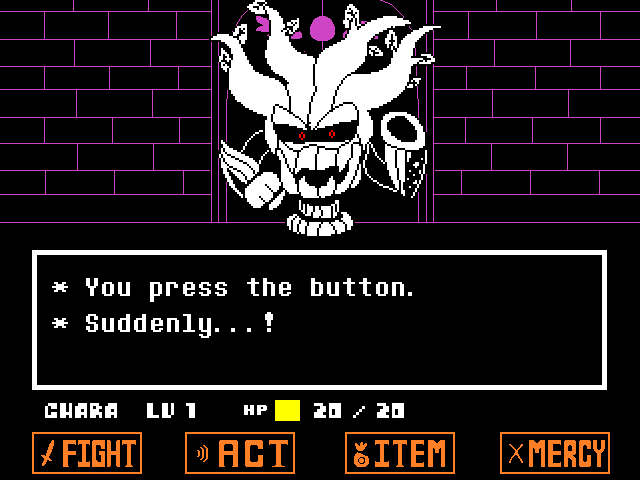 * You press the button.
* Suddenly...!
CHARA LV 1 HP 20 / 20
FIGHT ACT ITEM MERCY